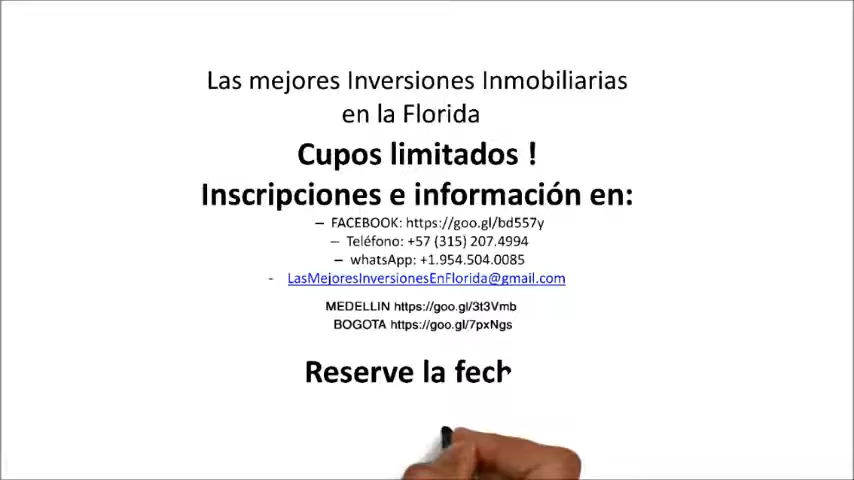 Las mejores Inversiones Inmobiliarias
en la Florida
Cupos limitados !
Inscripciones e información en:
– FACEBOOK: https://goo.gl/bd557y
– Teléfono: +57 (315) 207.4994
– whatsApp: +1.954.504.0085
- LasMejoresInversionesEnFlorida@gmail.com
MEDELLIN https://goo.gl/3t3Vmb
BOGOTA https://goo.gl/7pxNgs
Reserve la fech